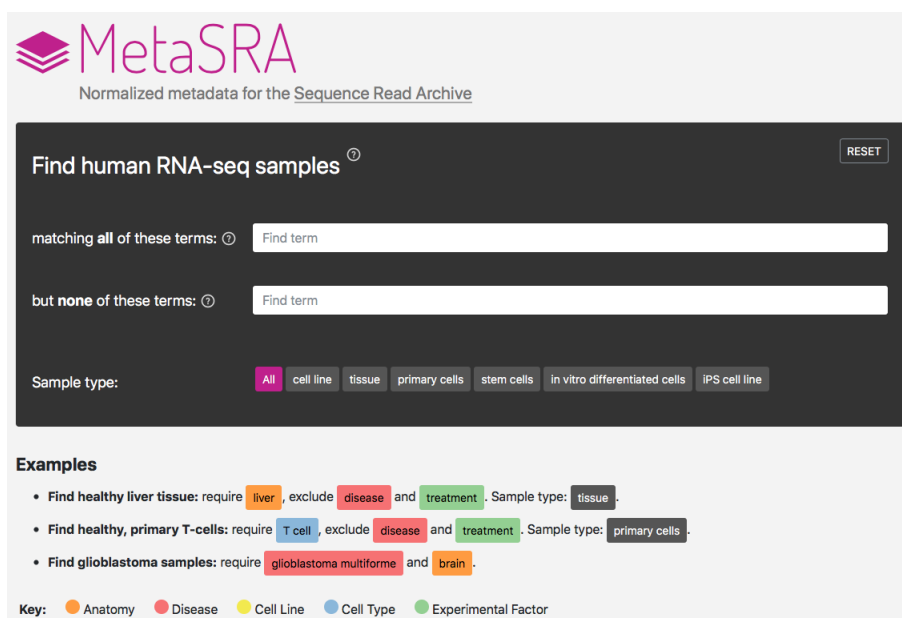 MetaSRA
Normalized metadata for the Sequence Read Archive
Find human RNA-seq samples ?
RESET
matching all of these terms: ? Find term
but none of these terms: ? Find term
Sample type: All cell line tissue primary cells stem cells in vitro differentiated cells iPS cell line
Examples
• Find healthy liver tissue: require liver , exclude disease and treatment . Sample type: tissue .
• Find healthy, primary T-cells: require T cell , exclude disease and treatment . Sample type: primary cells .
• Find glioblastoma samples: require glioblastoma multiforme and brain .
Key: Anatomy Disease Cell Line Cell Type Experimental Factor